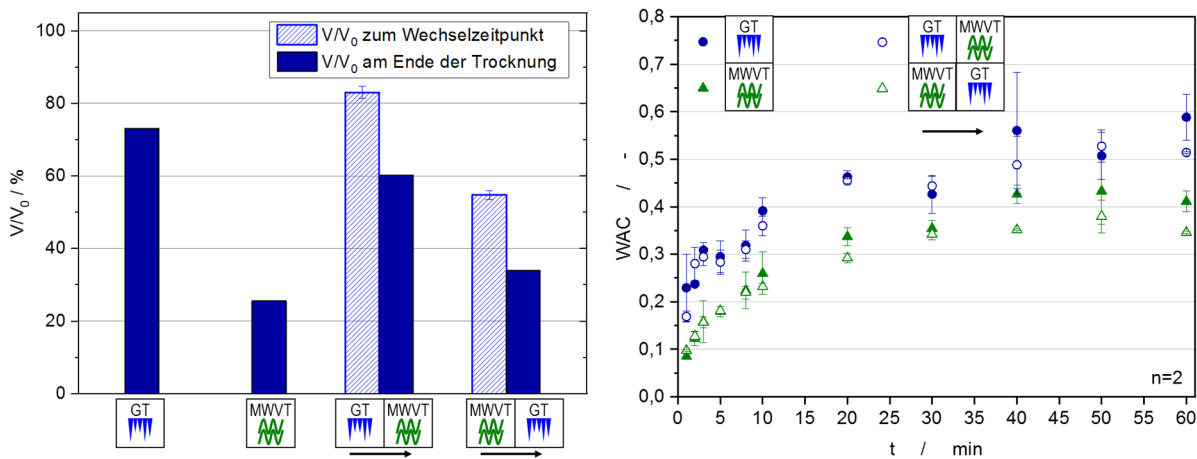 V/V0 zum Wechselzeitpunkt
V/V0 am Ende der Trocknung
V/V0 / %
100
80
60
40
20
0
GT
MWVT
GT MWVT
MWVT GT
GT
GT MWVT
MWVT
MWVT GT
WAC / -
0,8
0,7
0,6
0,5
0,4
0,3
0,2
0,1
0,0
n=2
0 5 10 15 20 25 30 35 40 45 50 55 60
t / min